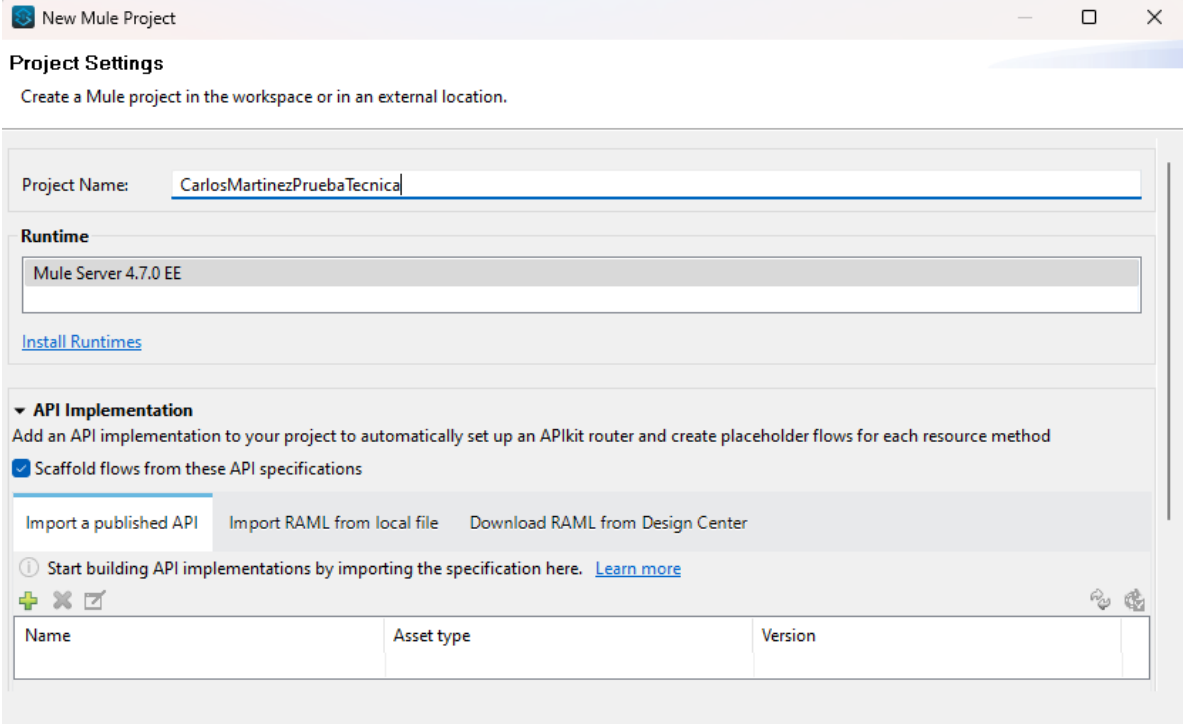 New Mule Project
Project Settings
Create a Mule project in the workspace or in an external location.
Project Name: CarlosMartinezPruebaTecnica
Runtime
Mule Server 4.7.0 EE
Install Runtimes
API Implementation
Add an API implementation to your project to automatically set up an APIkit router and create placeholder flows for each resource method
Scaffold flows from these API specifications
Import a published API Import RAML from local file Download RAML from Design Center
Start building API implementations by importing the specification here. Learn more
Name Asset type Version